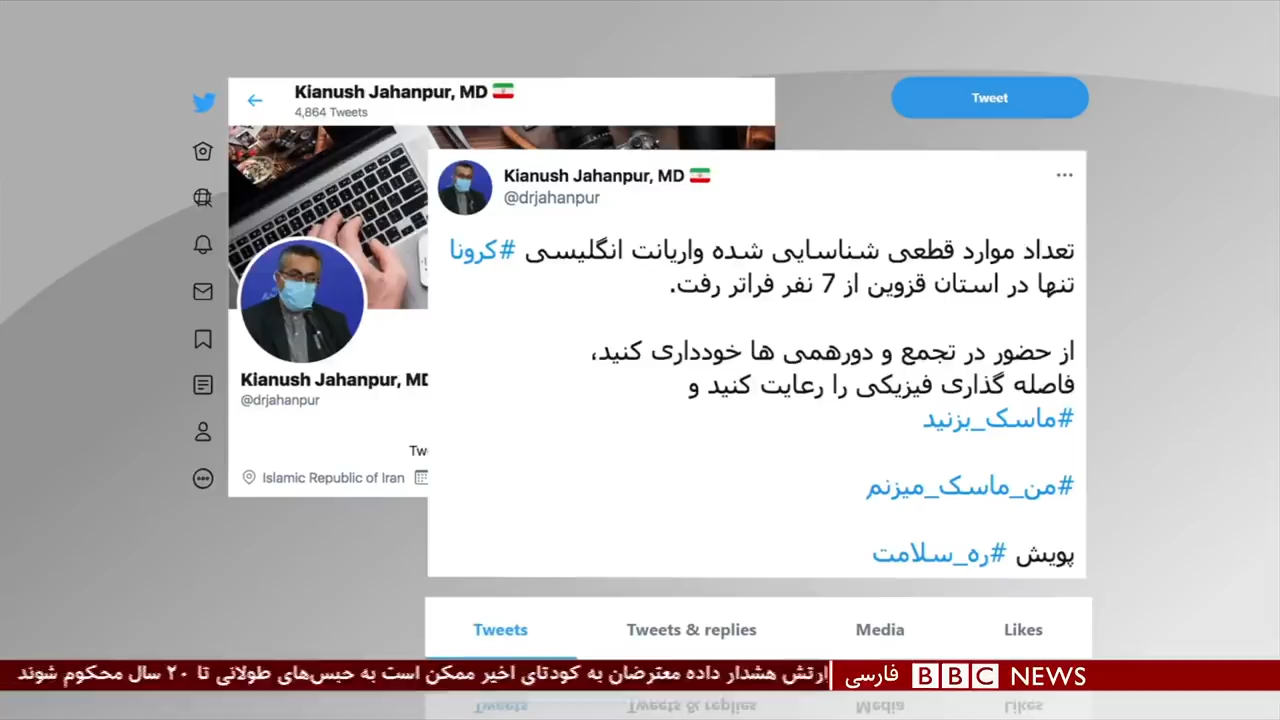 Kianush Jahanpur, MD
4,864 Tweets
Tweet
Kianush Jahanpur, MD
@drjahanpur
تعداد موارد قطعی شناسایی شده واریانت انگلیسی #کرونا
تنها در استان قزوین از 7 نفر فراتر رفت.
از حضور در تجمع و دورهمی ها خودداری کنید،
فاصله گذاری فیزیکی را رعایت کنید و
#ماسک_بزنید
#من_ماسک_میزنم
پویش #ره_سلامت
Kianush Jahanpur, MD
@drjahanpur
Islamic Republic of Iran
Tweets
Tweets & replies
Media
Likes
ارتش هشدار داده معترضان به کودتای اخیر ممکن است به حبس‌های طولانی تا ۲۰ سال محکوم شوند
BBC NEWS فارسی